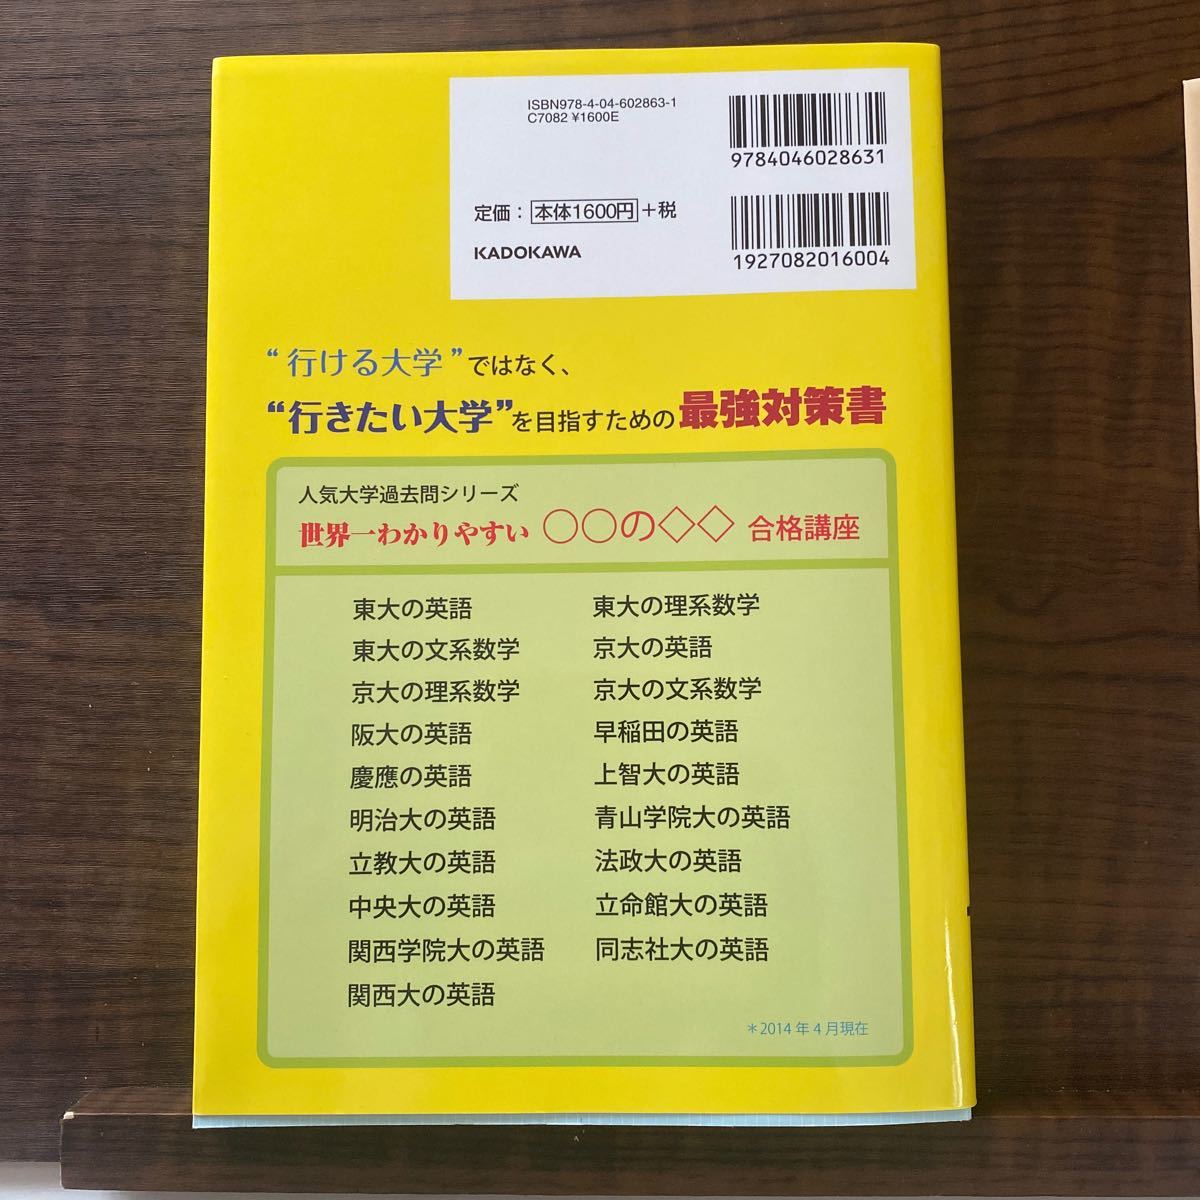 ISBN978-4-04-602863-1
C7082 ¥1600E
9784046028631
定価：本体1600円+税
KADOKAWA
1927082016004
“行ける大学”ではなく、
“行きたい大学”を目指すための最強対策書
人気大学過去問シリーズ
世界一わかりやすい ○○の◇◇ 合格講座
東大の英語 東大の理系数学
東大の文系数学 京大の英語
京大の理系数学 京大の文系数学
阪大の英語 早稲田の英語
慶應の英語 上智大の英語
明治大の英語 青山学院大の英語
立教大の英語 法政大の英語
中央大の英語 立命館大の英語
関西学院大の英語 同志社大の英語
関西大の英語
＊2014年4月現在